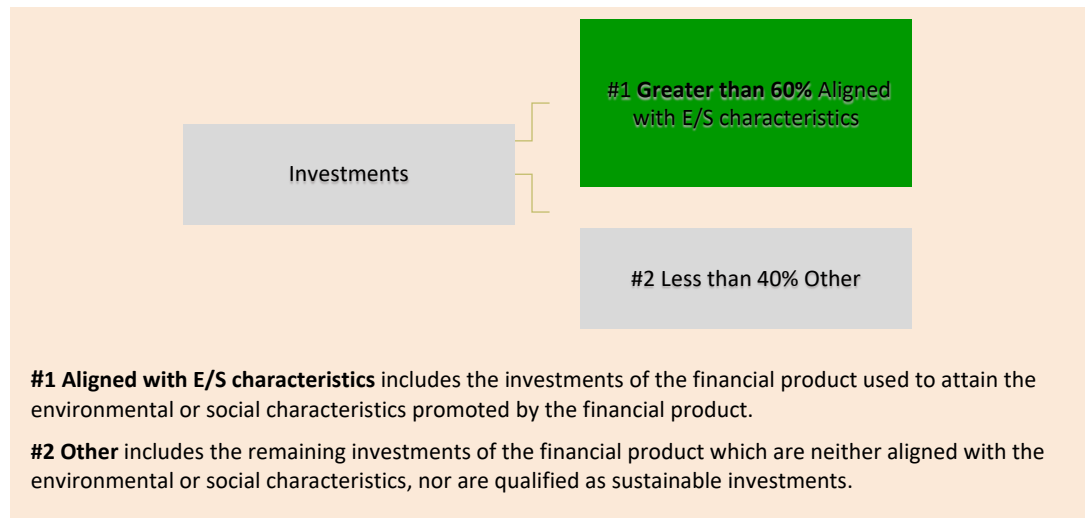 #1 Greater than 60% Aligned
with E/S characteristics
Investments
#2 Less than 40% Other
#1 Aligned with E/S characteristics includes the investments of the financial product used to attain the
environmental or social characteristics promoted by the financial product.
#2 Other includes the remaining investments of the financial product which are neither aligned with the
environmental or social characteristics, nor are qualified as sustainable investments.